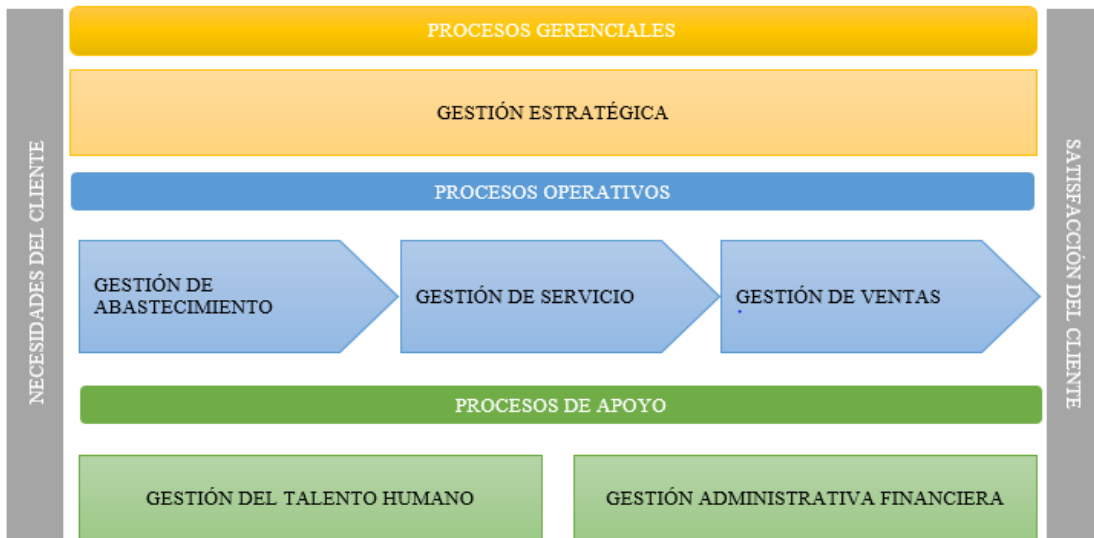 NECESIDADES DEL CLIENTE
PROCESOS GERENCIALES
GESTIÓN ESTRATÉGICA
PROCESOS OPERATIVOS
GESTIÓN DE
ABASTECIMIENTO
GESTIÓN DE SERVICIO
GESTIÓN DE VENTAS
PROCESOS DE APOYO
GESTIÓN DEL TALENTO HUMANO
GESTIÓN ADMINISTRATIVA FINANCIERA
SATISFACCIÓN DEL CLIENTE